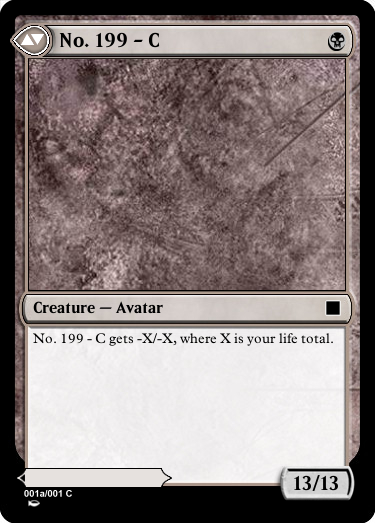 No. 199 – C
Creature — Avatar
No. 199 - C gets -X/-X, where X is your life total.
13/13
001a/001 C